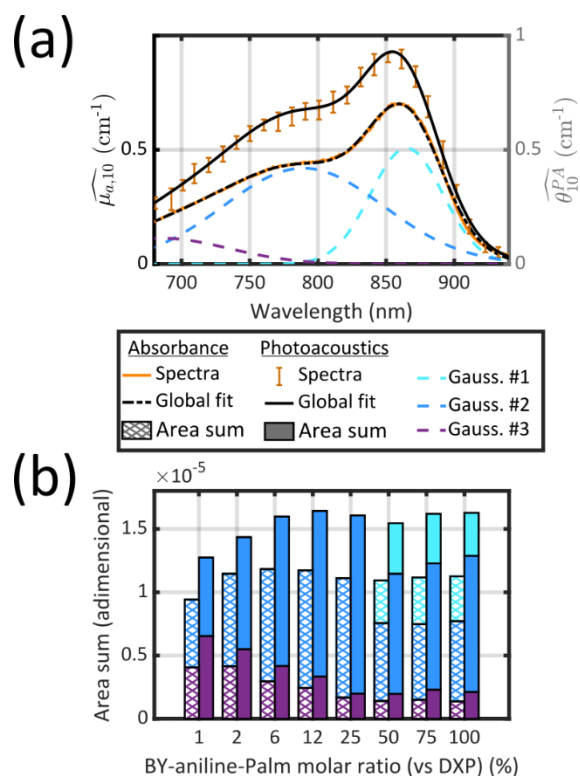 (a)
1
0.5
0.5
0
0
μ̂a,10 (cm⁻¹)
θ̂10^PA (cm⁻¹)
700 800 900
Wavelength (nm)
Absorbance Photoacoustics
Spectra Spectra Gauss. #1
Global fit Global fit Gauss. #2
Area sum Area sum Gauss. #3
(b)
×10⁻⁵
1.5
1
0.5
0
Area sum (adimensional)
1 2 6 12 25 50 75 100
BY-aniline-Palm molar ratio (vs DXP) (%)